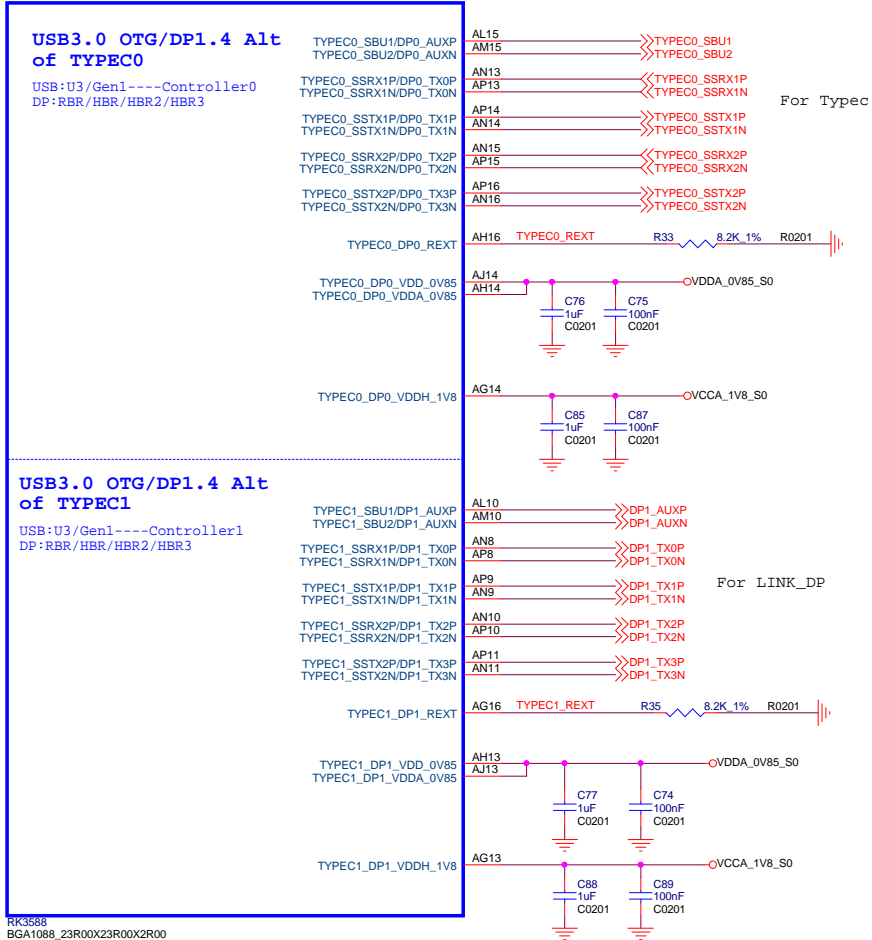 USB3.0 OTG/DP1.4 Alt
of TYPEC0
USB:U3/Gen1----Controller0
DP:RBR/HBR/HBR2/HBR3
TYPEC0_SBU1/DP0_AUXP AL15 TYPEC0_SBU1
TYPEC0_SBU2/DP0_AUXN AM15 TYPEC0_SBU2
TYPEC0_SSRX1P/DP0_TX0P AN13 TYPEC0_SSRX1P
TYPEC0_SSRX1N/DP0_TX0N AP13 TYPEC0_SSRX1N
For Typec
TYPEC0_SSTX1P/DP0_TX1P AP14 TYPEC0_SSTX1P
TYPEC0_SSTX1N/DP0_TX1N AN14 TYPEC0_SSTX1N
TYPEC0_SSRX2P/DP0_TX2P AN15 TYPEC0_SSRX2P
TYPEC0_SSRX2N/DP0_TX2N AP15 TYPEC0_SSRX2N
TYPEC0_SSTX2P/DP0_TX3P AP16 TYPEC0_SSTX2P
TYPEC0_SSTX2N/DP0_TX3N AN16 TYPEC0_SSTX2N
TYPEC0_DP0_REXT AH16 TYPEC0_REXT R33 8.2K_1% R0201
TYPEC0_DP0_VDD_0V85 AJ14 VDDA_0V85_S0
TYPEC0_DP0_VDDA_0V85 AH14
C76 C75
1uF 100nF
C0201 C0201
TYPEC0_DP0_VDDH_1V8 AG14 VCCA_1V8_S0
C85 C87
1uF 100nF
C0201 C0201
USB3.0 OTG/DP1.4 Alt
of TYPEC1
USB:U3/Gen1----Controller1
DP:RBR/HBR/HBR2/HBR3
TYPEC1_SBU1/DP1_AUXP AL10 DP1_AUXP
TYPEC1_SBU2/DP1_AUXN AM10 DP1_AUXN
TYPEC1_SSRX1P/DP1_TX0P AN8 DP1_TX0P
TYPEC1_SSRX1N/DP1_TX0N AP8 DP1_TX0N
For LINK_DP
TYPEC1_SSTX1P/DP1_TX1P AP9 DP1_TX1P
TYPEC1_SSTX1N/DP1_TX1N AN9 DP1_TX1N
TYPEC1_SSRX2P/DP1_TX2P AN10 DP1_TX2P
TYPEC1_SSRX2N/DP1_TX2N AP10 DP1_TX2N
TYPEC1_SSTX2P/DP1_TX3P AP11 DP1_TX3P
TYPEC1_SSTX2N/DP1_TX3N AN11 DP1_TX3N
TYPEC1_DP1_REXT AG16 TYPEC1_REXT R35 8.2K_1% R0201
TYPEC1_DP1_VDD_0V85 AH13 VDDA_0V85_S0
TYPEC1_DP1_VDDA_0V85 AJ13
C77 C74
1uF 100nF
C0201 C0201
TYPEC1_DP1_VDDH_1V8 AG13 VCCA_1V8_S0
C88 C89
1uF 100nF
C0201 C0201
RK3588
BGA1088_23R00X23R00X2R00